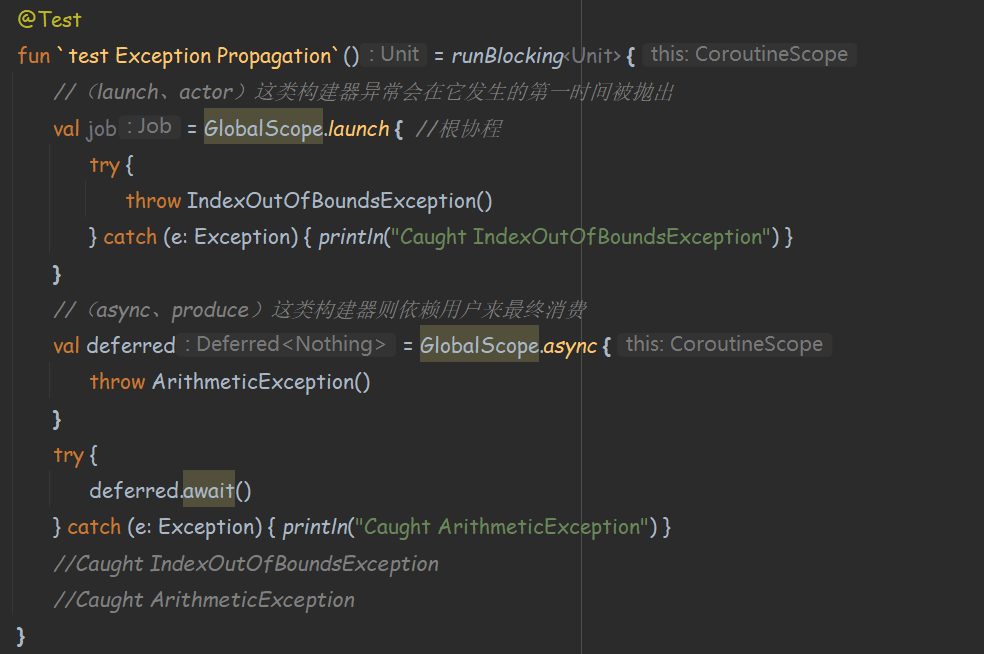 @Test
fun `test Exception Propagation`() : Unit = runBlocking<Unit> { this: CoroutineScope
//（launch、actor）这类构建器异常会在它发生的第一时间被抛出
val job : Job = GlobalScope.launch { //根协程
try {
throw IndexOutOfBoundsException()
} catch (e: Exception) { println("Caught IndexOutOfBoundsException") }
}
//（async、produce）这类构建器则依赖用户来最终消费
val deferred : Deferred<Nothing> = GlobalScope.async { this: CoroutineScope
throw ArithmeticException()
}
try {
deferred.await()
} catch (e: Exception) { println("Caught ArithmeticException") }
//Caught IndexOutOfBoundsException
//Caught ArithmeticException
}